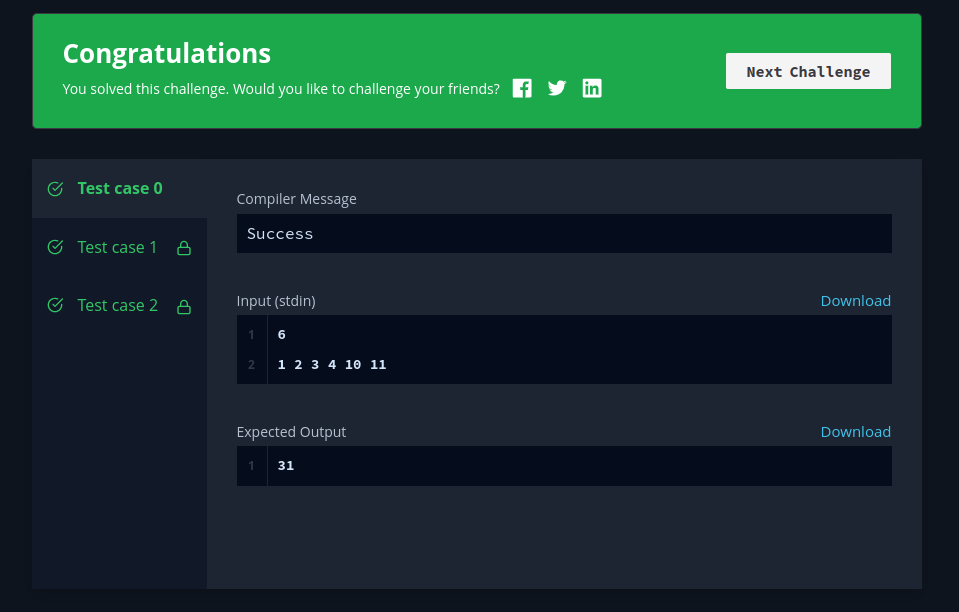 Congratulations
You solved this challenge. Would you like to challenge your friends?
Next Challenge
Test case 0
Test case 1
Test case 2
Compiler Message
Success
Input (stdin)
Download
1 6
2 1 2 3 4 10 11
Expected Output
Download
1 31